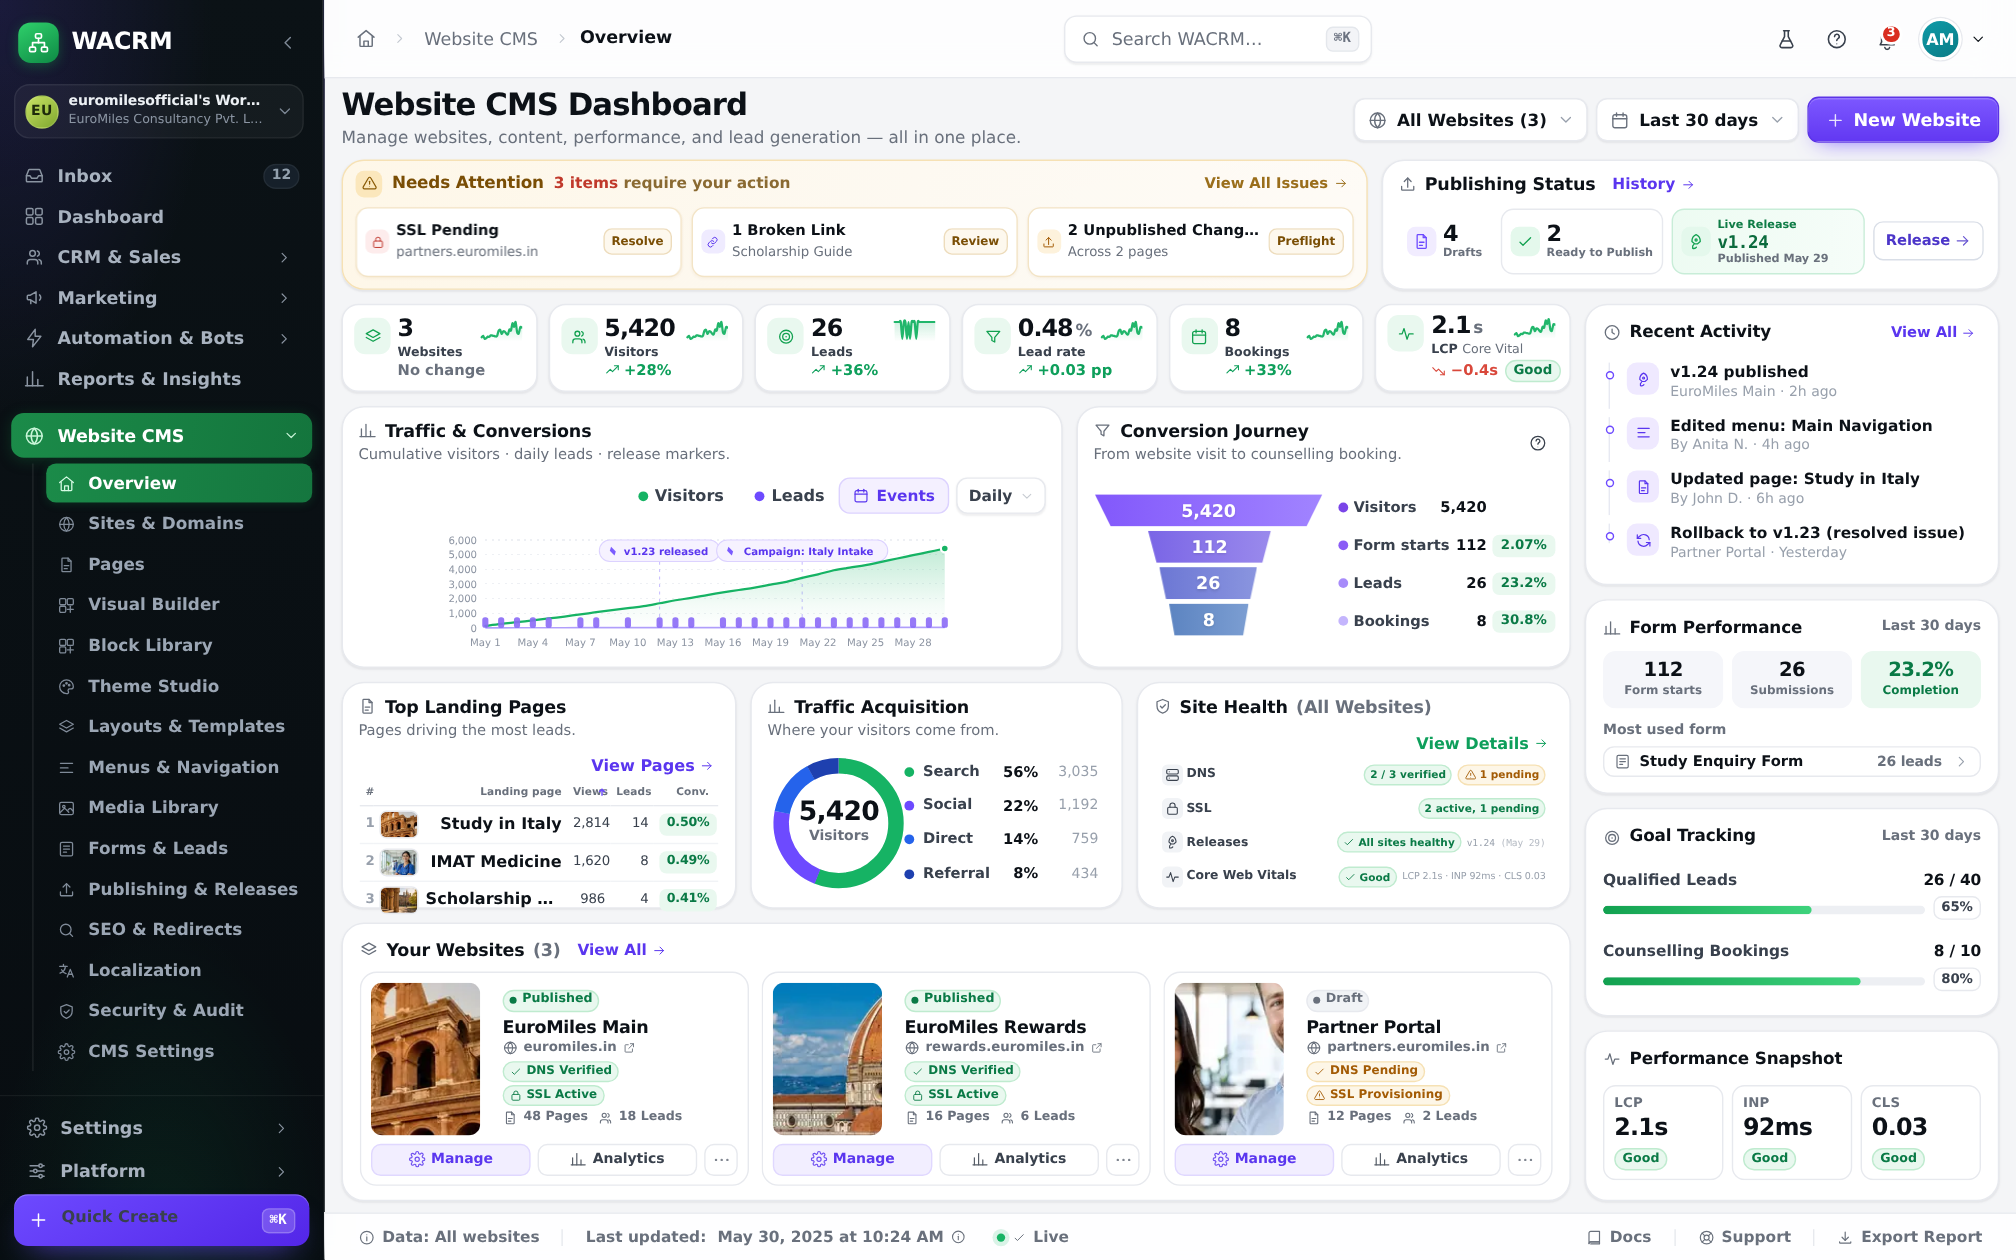 WACRM
EU
euromilesofficial's Wor...
EuroMiles Consultancy Pvt. L...
Inbox 12
Dashboard
CRM & Sales
Marketing
Automation & Bots
Reports & Insights
Website CMS
Overview
Sites & Domains
Pages
Visual Builder
Block Library
Theme Studio
Layouts & Templates
Menus & Navigation
Media Library
Forms & Leads
Publishing & Releases
SEO & Redirects
Localization
Security & Audit
CMS Settings
Settings
Platform
Quick Create ⌘K
Website CMS Overview
Search WACRM... ⌘K
3
AM
Website CMS Dashboard
Manage websites, content, performance, and lead generation — all in one place.
All Websites (3)
Last 30 days
New Website
Needs Attention 3 items require your action
View All Issues →
SSL Pending
partners.euromiles.in
Resolve
1 Broken Link
Scholarship Guide
Review
2 Unpublished Chang...
Across 2 pages
Preflight
Publishing Status History →
4
Drafts
2
Ready to Publish
Live Release
v1.24
Published May 29
Release →
3
Websites
No change
5,420
Visitors
+28%
26
Leads
+36%
0.48%
Lead rate
+0.03 pp
8
Bookings
+33%
2.1s
LCP Core Vital
−0.4s Good
Traffic & Conversions
Cumulative visitors · daily leads · release markers.
Visitors Leads Events Daily
6,000
5,000
4,000
3,000
2,000
1,000
0
v1.23 released
Campaign: Italy Intake
May 1 May 4 May 7 May 10 May 13 May 16 May 19 May 22 May 25 May 28
Conversion Journey
From website visit to counselling booking.
5,420
112
26
8
Visitors 5,420
Form starts 112 2.07%
Leads 26 23.2%
Bookings 8 30.8%
Recent Activity View All →
v1.24 published
EuroMiles Main · 2h ago
Edited menu: Main Navigation
By Anita N. · 4h ago
Updated page: Study in Italy
By John D. · 6h ago
Rollback to v1.23 (resolved issue)
Partner Portal · Yesterday
Form Performance Last 30 days
112
Form starts
26
Submissions
23.2%
Completion
Most used form
Study Enquiry Form 26 leads
Goal Tracking Last 30 days
Qualified Leads 26 / 40
65%
Counselling Bookings 8 / 10
80%
Performance Snapshot
LCP
2.1s
Good
INP
92ms
Good
CLS
0.03
Good
Top Landing Pages
Pages driving the most leads.
View Pages →
# Landing page Views Leads Conv.
1 Study in Italy 2,814 14 0.50%
2 IMAT Medicine 1,620 8 0.49%
3 Scholarship ... 986 4 0.41%
Traffic Acquisition
Where your visitors come from.
5,420
Visitors
Search 56% 3,035
Social 22% 1,192
Direct 14% 759
Referral 8% 434
Site Health (All Websites)
View Details →
DNS 2 / 3 verified 1 pending
SSL 2 active, 1 pending
Releases All sites healthy v1.24 (May 29)
Core Web Vitals Good LCP 2.1s · INP 92ms · CLS 0.03
Your Websites (3) View All →
Published
EuroMiles Main
euromiles.in
DNS Verified
SSL Active
48 Pages 18 Leads
Manage Analytics ...
Published
EuroMiles Rewards
rewards.euromiles.in
DNS Verified
SSL Active
16 Pages 6 Leads
Manage Analytics ...
Draft
Partner Portal
partners.euromiles.in
DNS Pending
SSL Provisioning
12 Pages 2 Leads
Manage Analytics ...
Data: All websites
Last updated: May 30, 2025 at 10:24 AM
Live
Docs
Support
Export Report